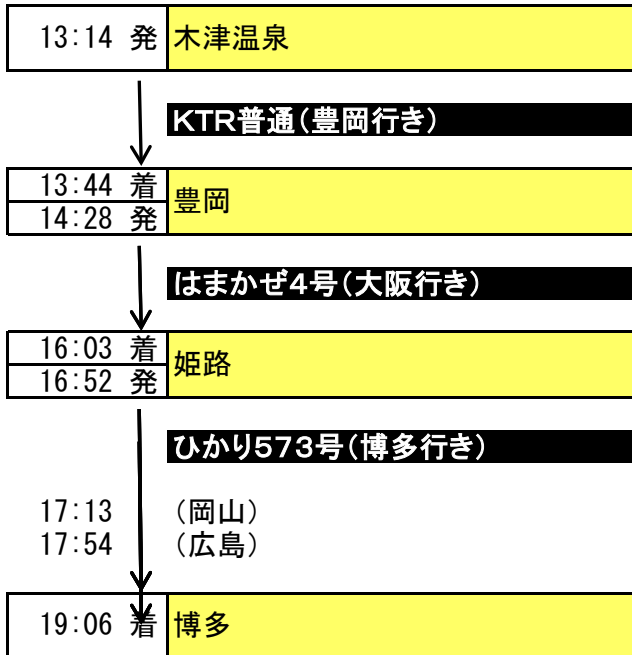 13:14 発 木津温泉
KTR普通(豊岡行き)
13:44 着
豊岡
14:28 発
はまかぜ4号(大阪行き)
16:03 着
姫路
16:52 発
ひかり573号(博多行き)
17:13 (岡山)
17:54 (広島)
19:06 着 博多